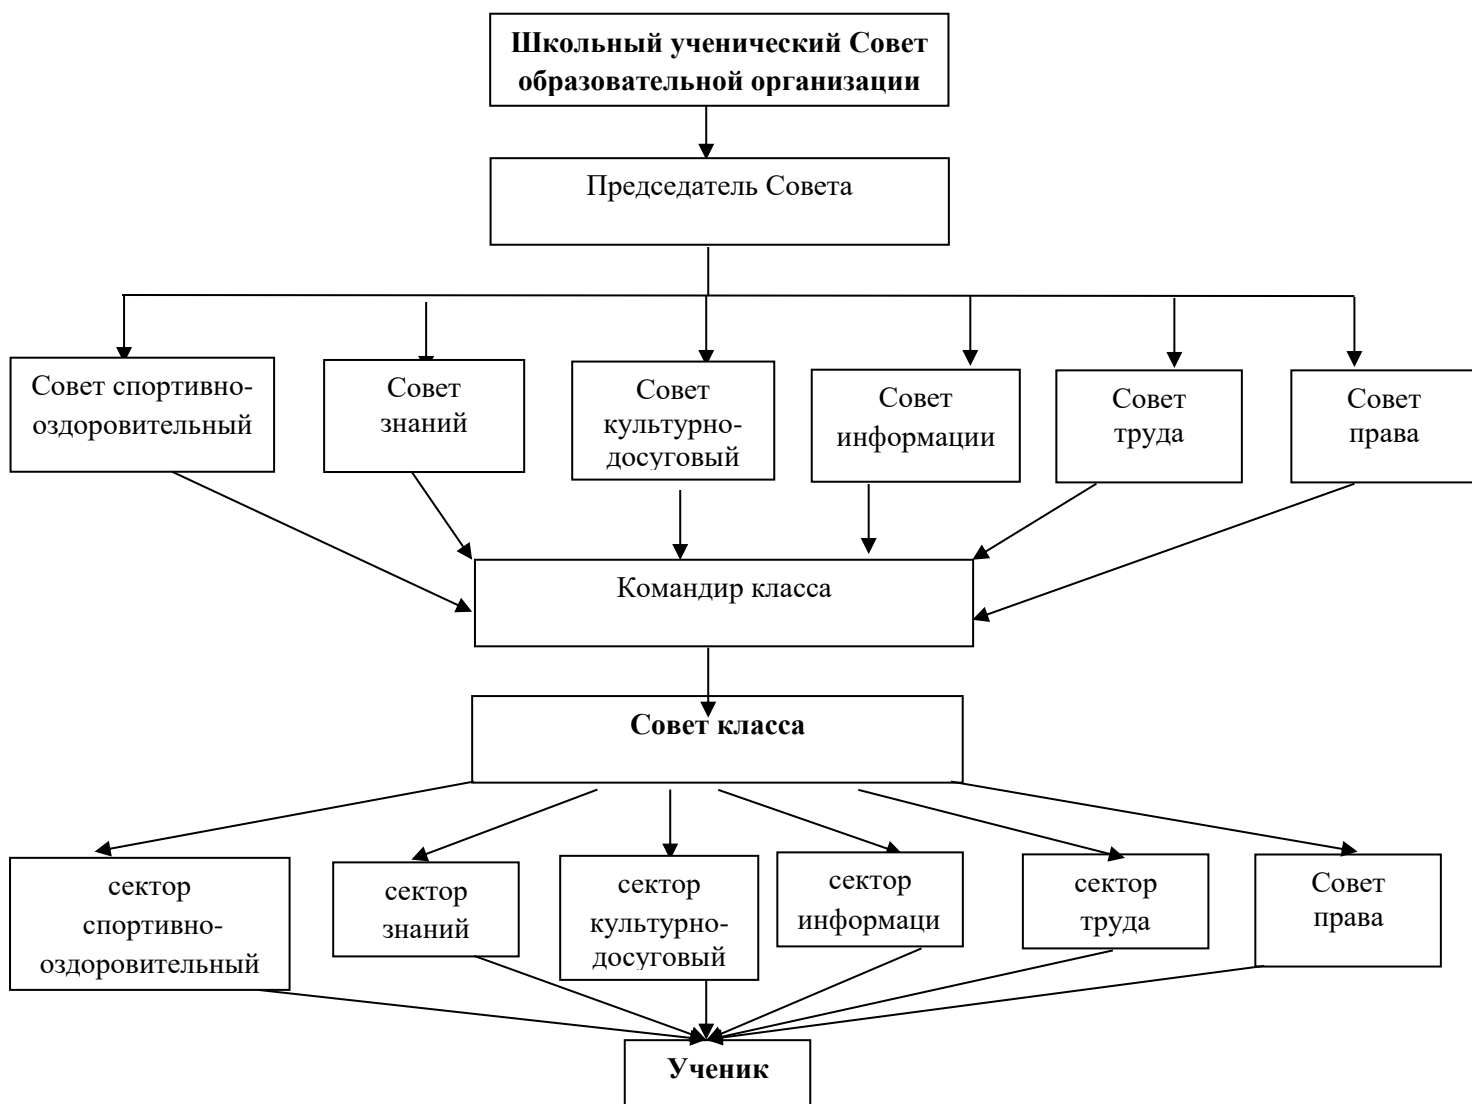 Школьный ученический Совет
образовательной организации
Председатель Совета
Совет спортивно-
оздоровительный
Совет
знаний
Совет
культурно-
досуговый
Совет
информации
Совет
труда
Совет
права
Командир класса
Совет класса
сектор
спортивно-
оздоровительный
сектор
знаний
сектор
культурно-
досуговый
сектор
информаци
сектор
труда
Совет
права
Ученик